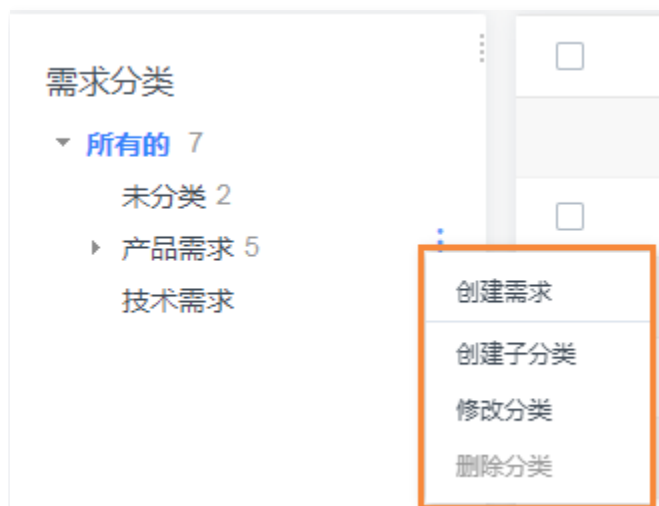 需求分类
所有的 7
未分类 2
产品需求 5
技术需求
创建需求
创建子分类
修改分类
删除分类